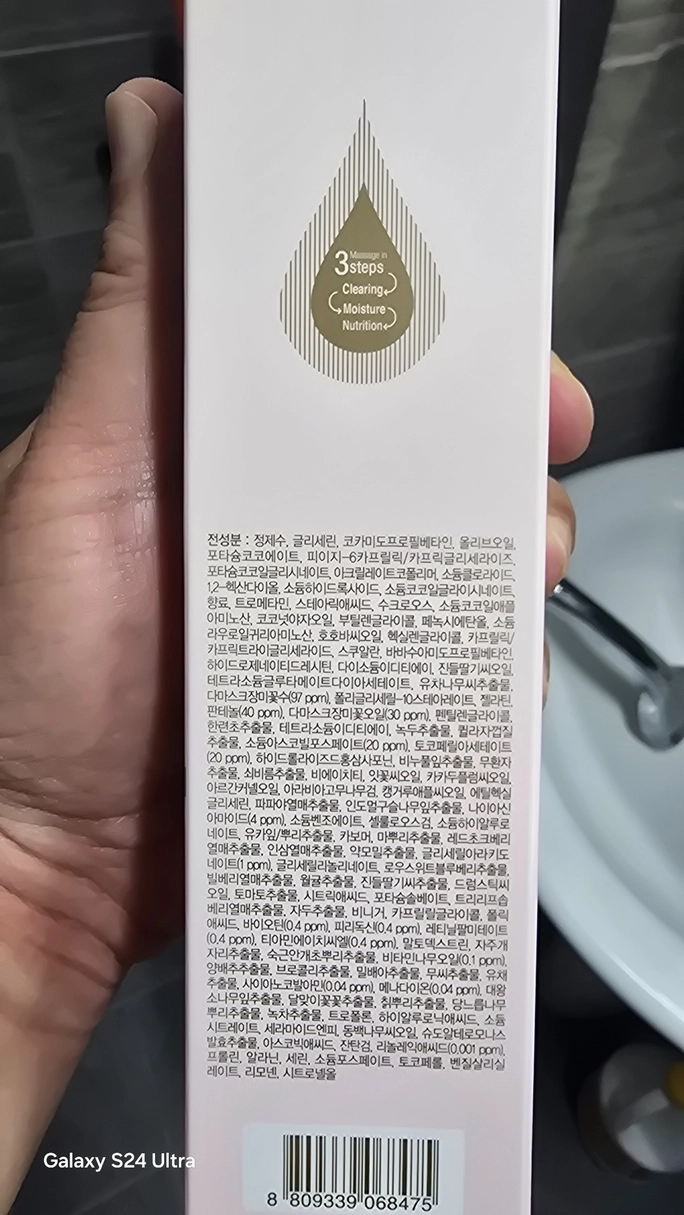 Massage in
3 steps
Clearing
Moisture
Nutrition
전성분 : 정제수, 글리세린, 코카미도프로필베타인, 올리브오일,
포타슘코코에이트, 피이지-6카프릴릭/카프릭글리세라이즈,
포타슘코코일글리시네이트, 아크릴레이트코폴리머, 소듐클로라이드,
1,2-헥산다이올, 소듐하이드록사이드, 소듐코코일글라이시네이트,
향료, 트로메타민, 스테아릭애씨드, 수크로오스, 소듐코코일애플
아미노산, 코코넛야자오일, 부틸렌글라이콜, 페녹시에탄올, 소듐
라우로일귀리아미노산, 호호바씨오일, 헥실렌글라이콜, 카프릴릭/
카프릭트라이글리세라이드, 스쿠알란, 바바수아미도프로필베타인,
하이드로제네이티드레시틴, 다이소듐이디티에이, 진들딸기씨오일,
테트라소듐글루타메이트다이아세테이트, 유차나무씨추출물,
다마스크장미꽃수(97 ppm), 폴리글리세릴-10스테아레이트, 젤라틴,
판테놀(40 ppm), 다마스크장미꽃오일(30 ppm), 펜틸렌글라이콜,
한련초추출물, 테트라소듐이디티에이, 녹두추출물, 퀼라자껍질
추출물, 소듐아스코빌포스페이트(20 ppm), 토코페릴아세테이트
(20 ppm), 하이드롤라이즈드홍삼사포닌, 비누풀잎추출물, 무환자
추출물, 쇠비름추출물, 비에이치티, 잇꽃씨오일, 카카두플럼씨오일,
아르간커넬오일, 아라비아고무나무검, 캥거루애플씨오일, 에틸헥실
글리세린, 파파야열매추출물, 인도멀구슬나무잎추출물, 나이아신
아마이드(4 ppm), 소듐벤조에이트, 셀룰로오스검, 소듐하이알루로
네이트, 유카잎/뿌리추출물, 카보머, 마뿌리추출물, 레드초크베리
열매추출물, 인삼열매추출물, 약모밀추출물, 글리세릴아라키도
네이트(1 ppm), 글리세릴리놀리네이트, 로우스위트블루베리추출물,
빌베리열매추출물, 월귤추출물, 진들딸기씨추출물, 드럼스틱씨
오일, 토마토추출물, 시트릭애씨드, 포타슘솔베이트, 트리리프솝
베리열매추출물, 자두추출물, 비니거, 카프릴릴글라이콜, 폴릭
애씨드, 바이오틴(0.4 ppm), 피리독신(0.4 ppm), 레티닐팔미테이트
(0.4 ppm), 티아민에이치씨엘(0.4 ppm), 말토덱스트린, 자주개
자리추출물, 숙근안개초뿌리추출물, 비타민나무오일(0.1 ppm),
양배추추출물, 브로콜리추출물, 밀배아추출물, 무씨추출물, 유채
추출물, 사이아노코발아민(0.04 ppm), 메나다이온(0.04 ppm), 대왕
소나무잎추출물, 달맞이꽃꽃추출물, 칡뿌리추출물, 당느릅나무
뿌리추출물, 녹차추출물, 트로폴론, 하이알루로닉애씨드, 소듐
시트레이트, 세라마이드엔피, 동백나무씨오일, 슈도알테로모나스
발효추출물, 아스코빅애씨드, 잔탄검, 리놀레익애씨드(0.001 ppm),
프롤린, 알라닌, 세린, 소듐포스페이트, 토코페롤, 벤질살리실
레이트, 리모넨, 시트로넬올
Galaxy S24 Ultra
8 809339 068475